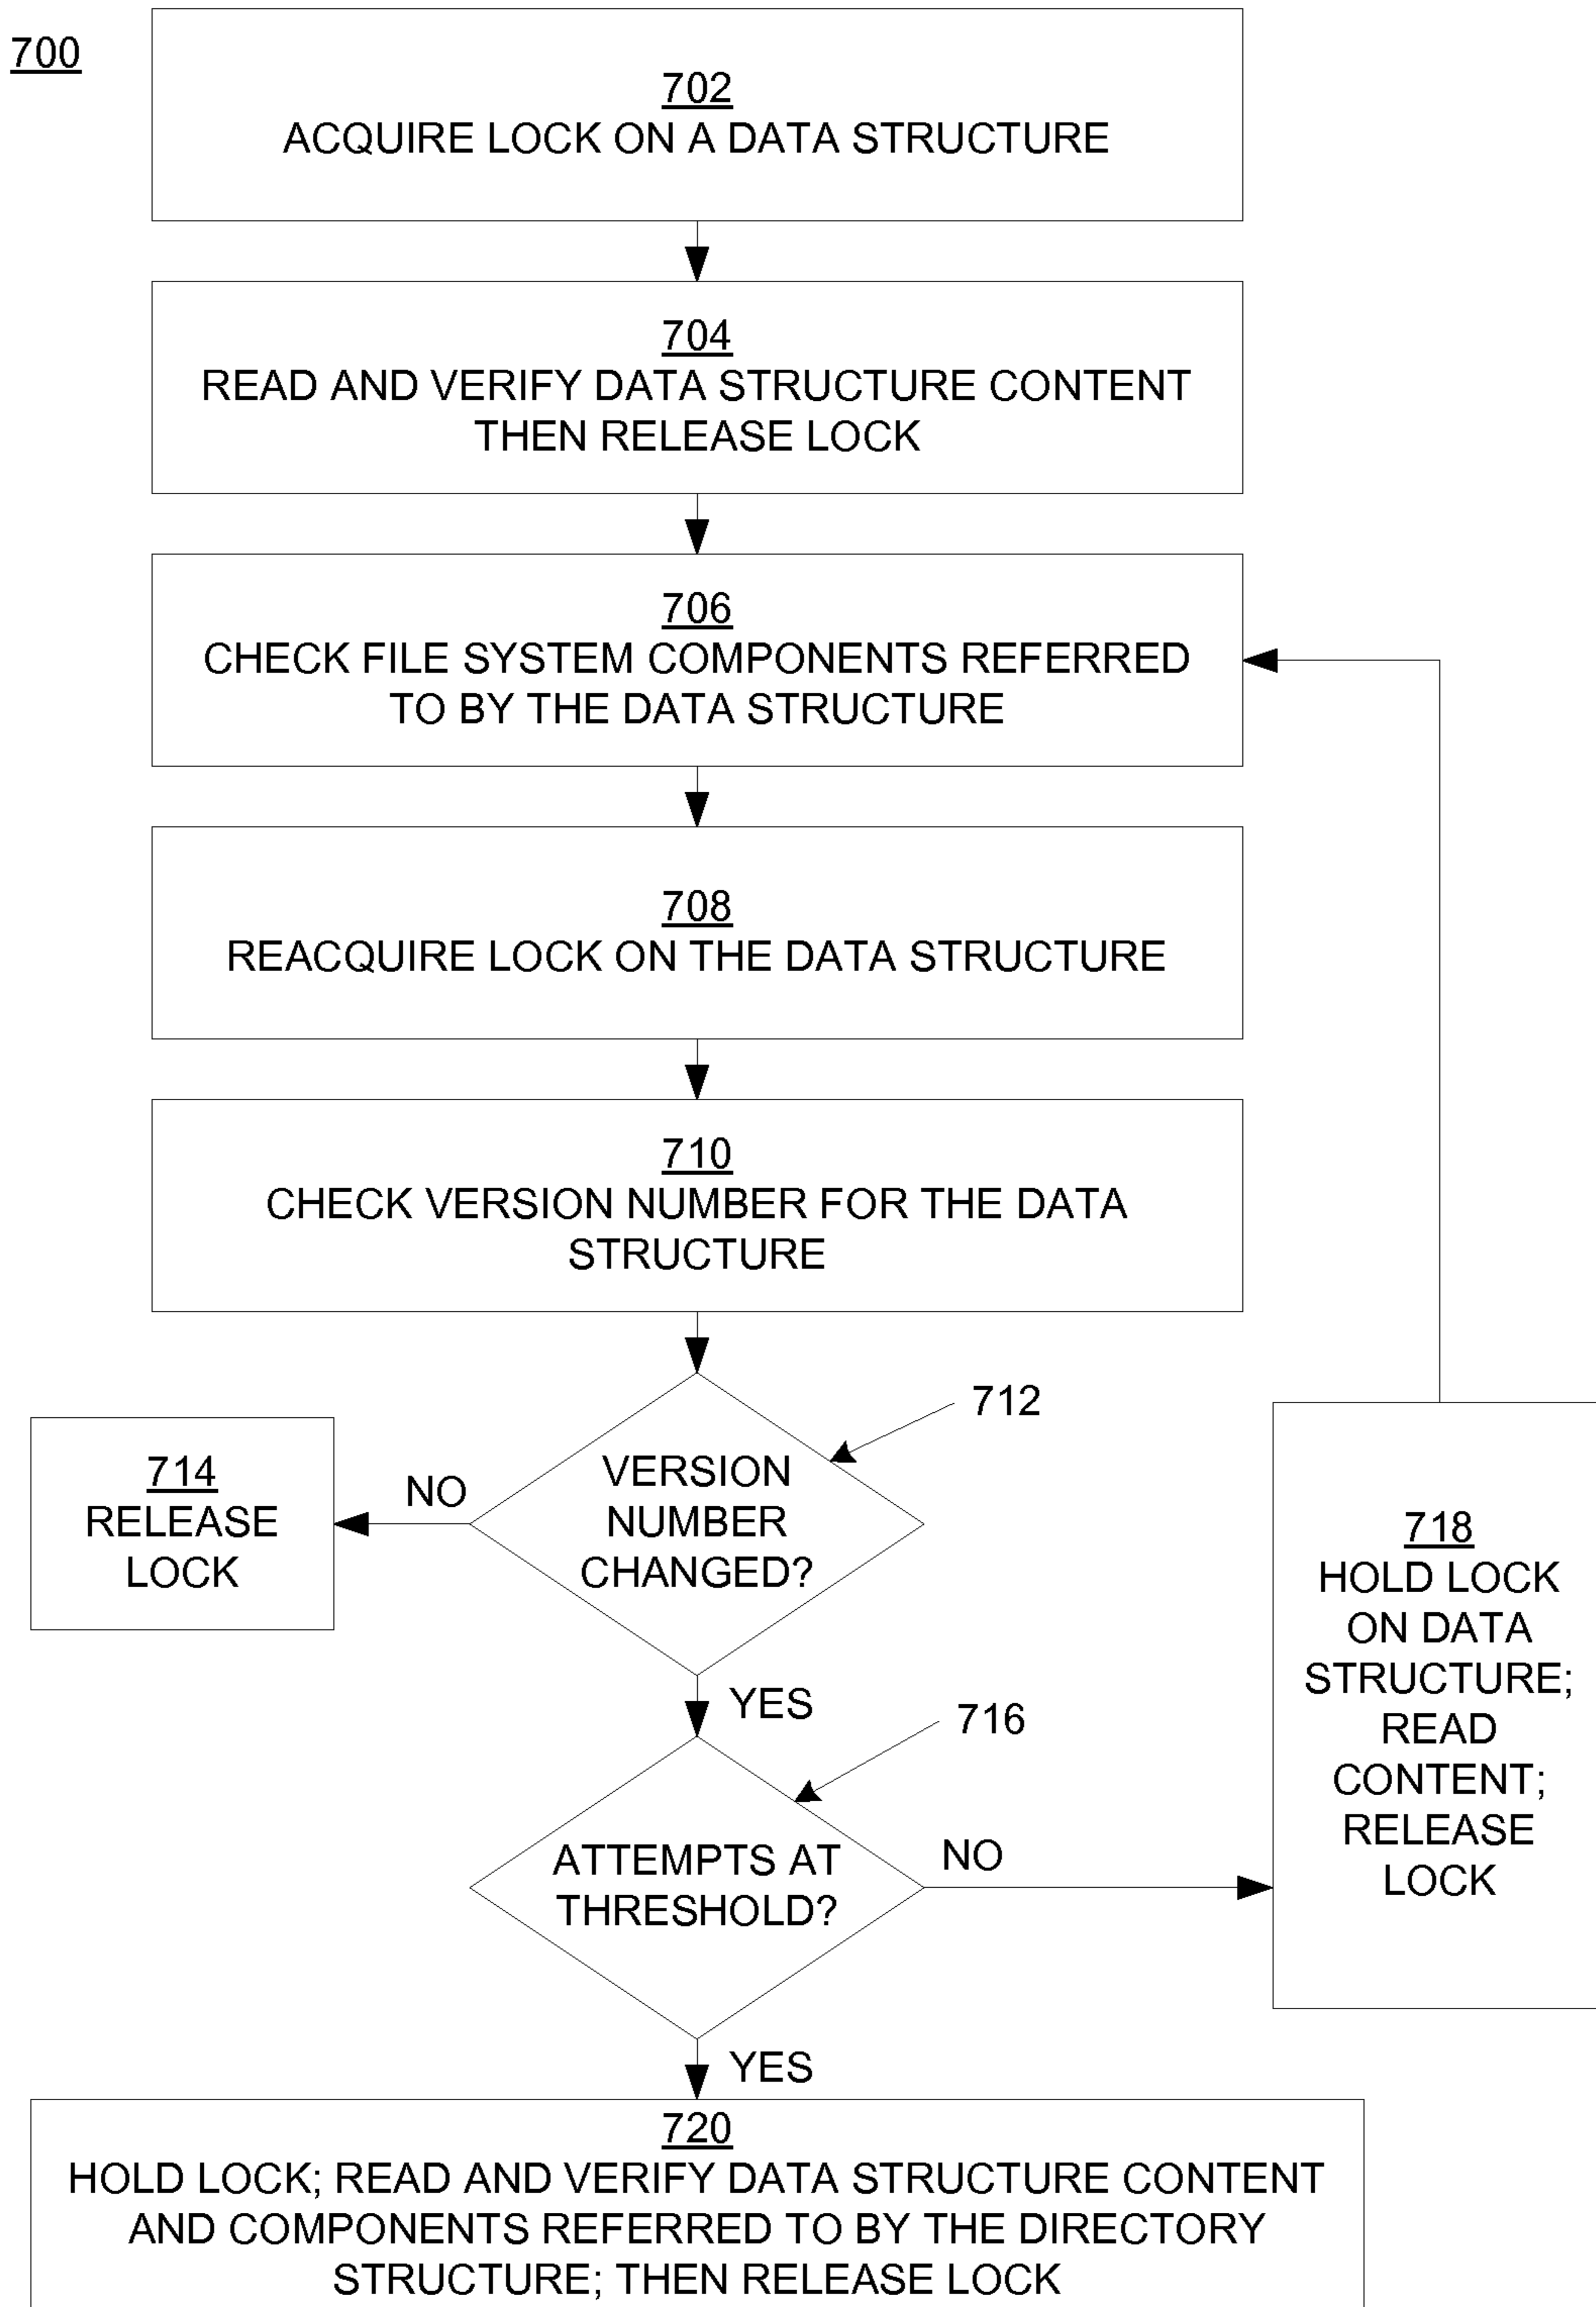 700
702
ACQUIRE LOCK ON A DATA STRUCTURE
704
READ AND VERIFY DATA STRUCTURE CONTENT
THEN RELEASE LOCK
706
CHECK FILE SYSTEM COMPONENTS REFERRED
TO BY THE DATA STRUCTURE
708
REACQUIRE LOCK ON THE DATA STRUCTURE
710
CHECK VERSION NUMBER FOR THE DATA
STRUCTURE
712
VERSION
NUMBER
CHANGED?
NO
714
RELEASE
LOCK
YES
716
ATTEMPTS AT
THRESHOLD?
NO
718
HOLD LOCK
ON DATA
STRUCTURE;
READ
CONTENT;
RELEASE
LOCK
YES
720
HOLD LOCK; READ AND VERIFY DATA STRUCTURE CONTENT
AND COMPONENTS REFERRED TO BY THE DIRECTORY
STRUCTURE; THEN RELEASE LOCK